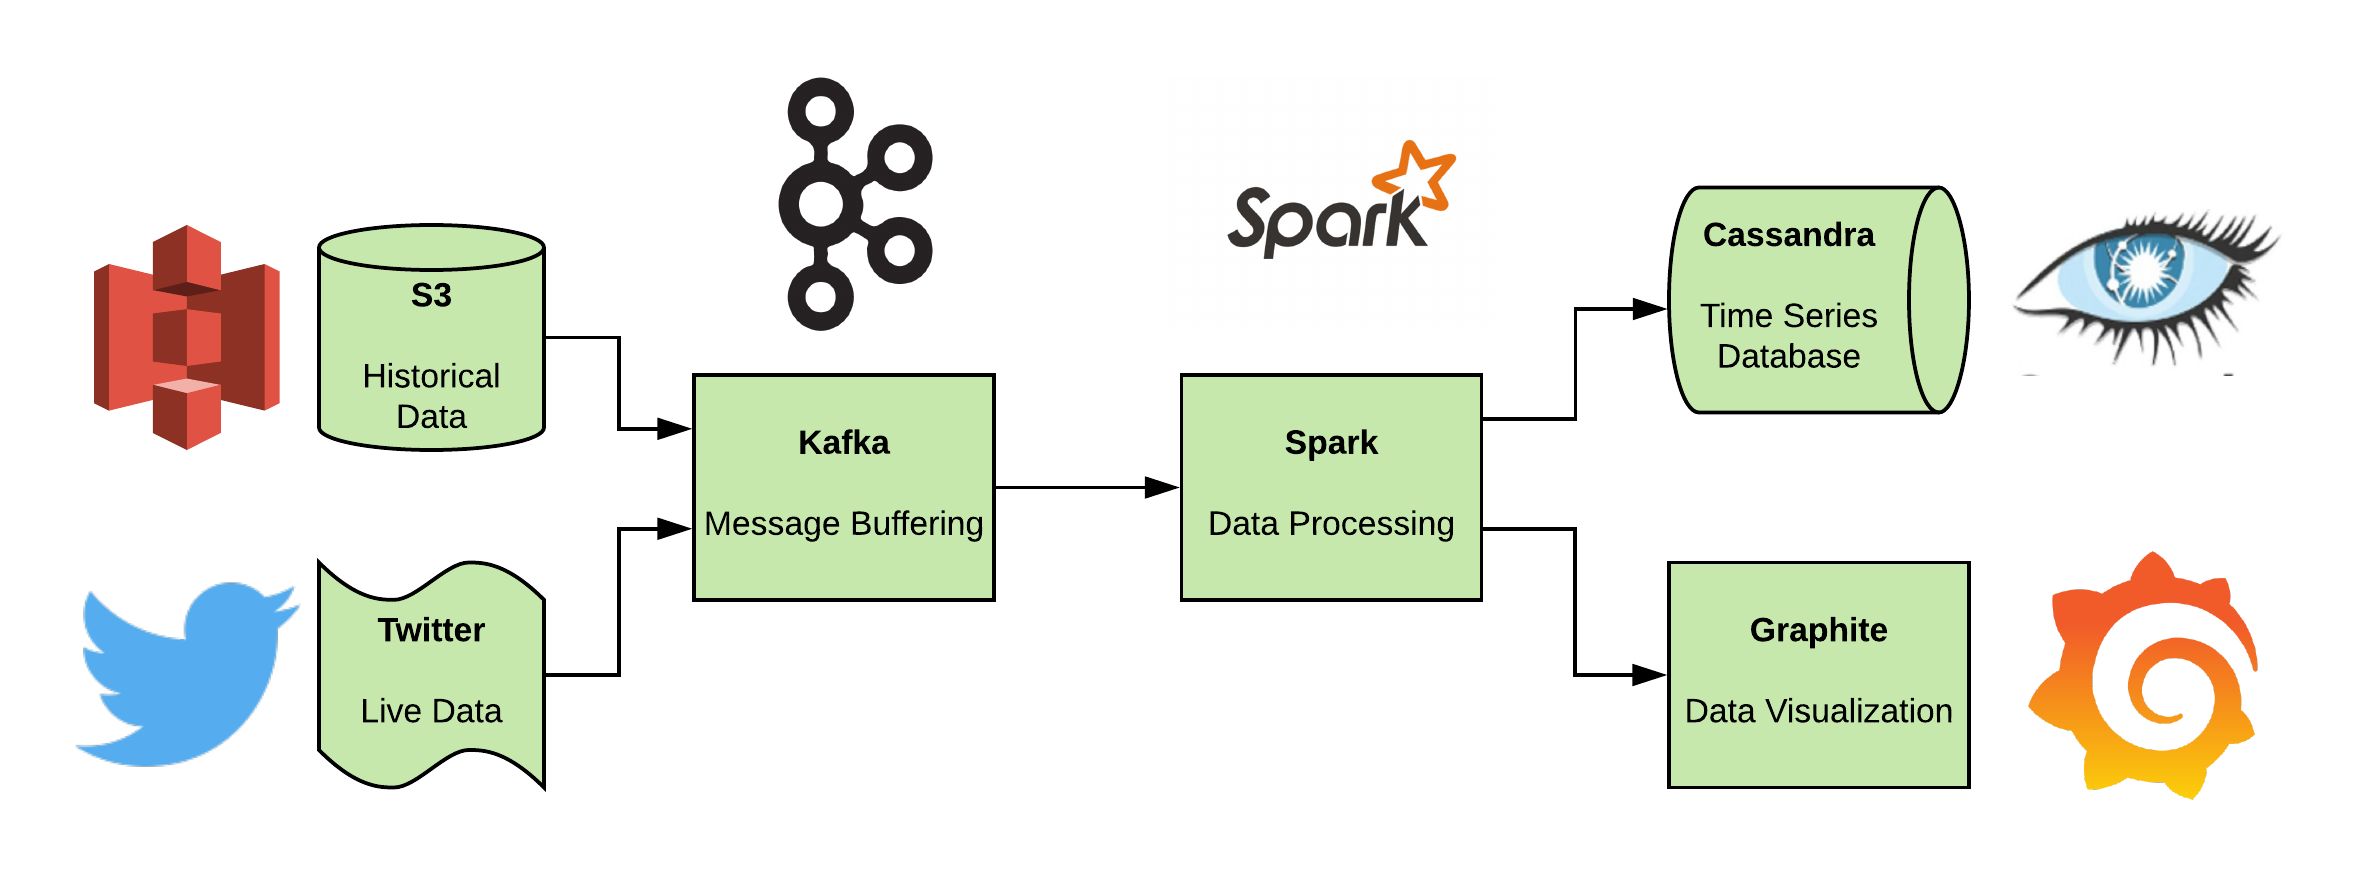 S3
Historical
Data
Twitter
Live Data
Kafka
Message Buffering
Spark
Spark
Data Processing
Cassandra
Time Series
Database
Graphite
Data Visualization